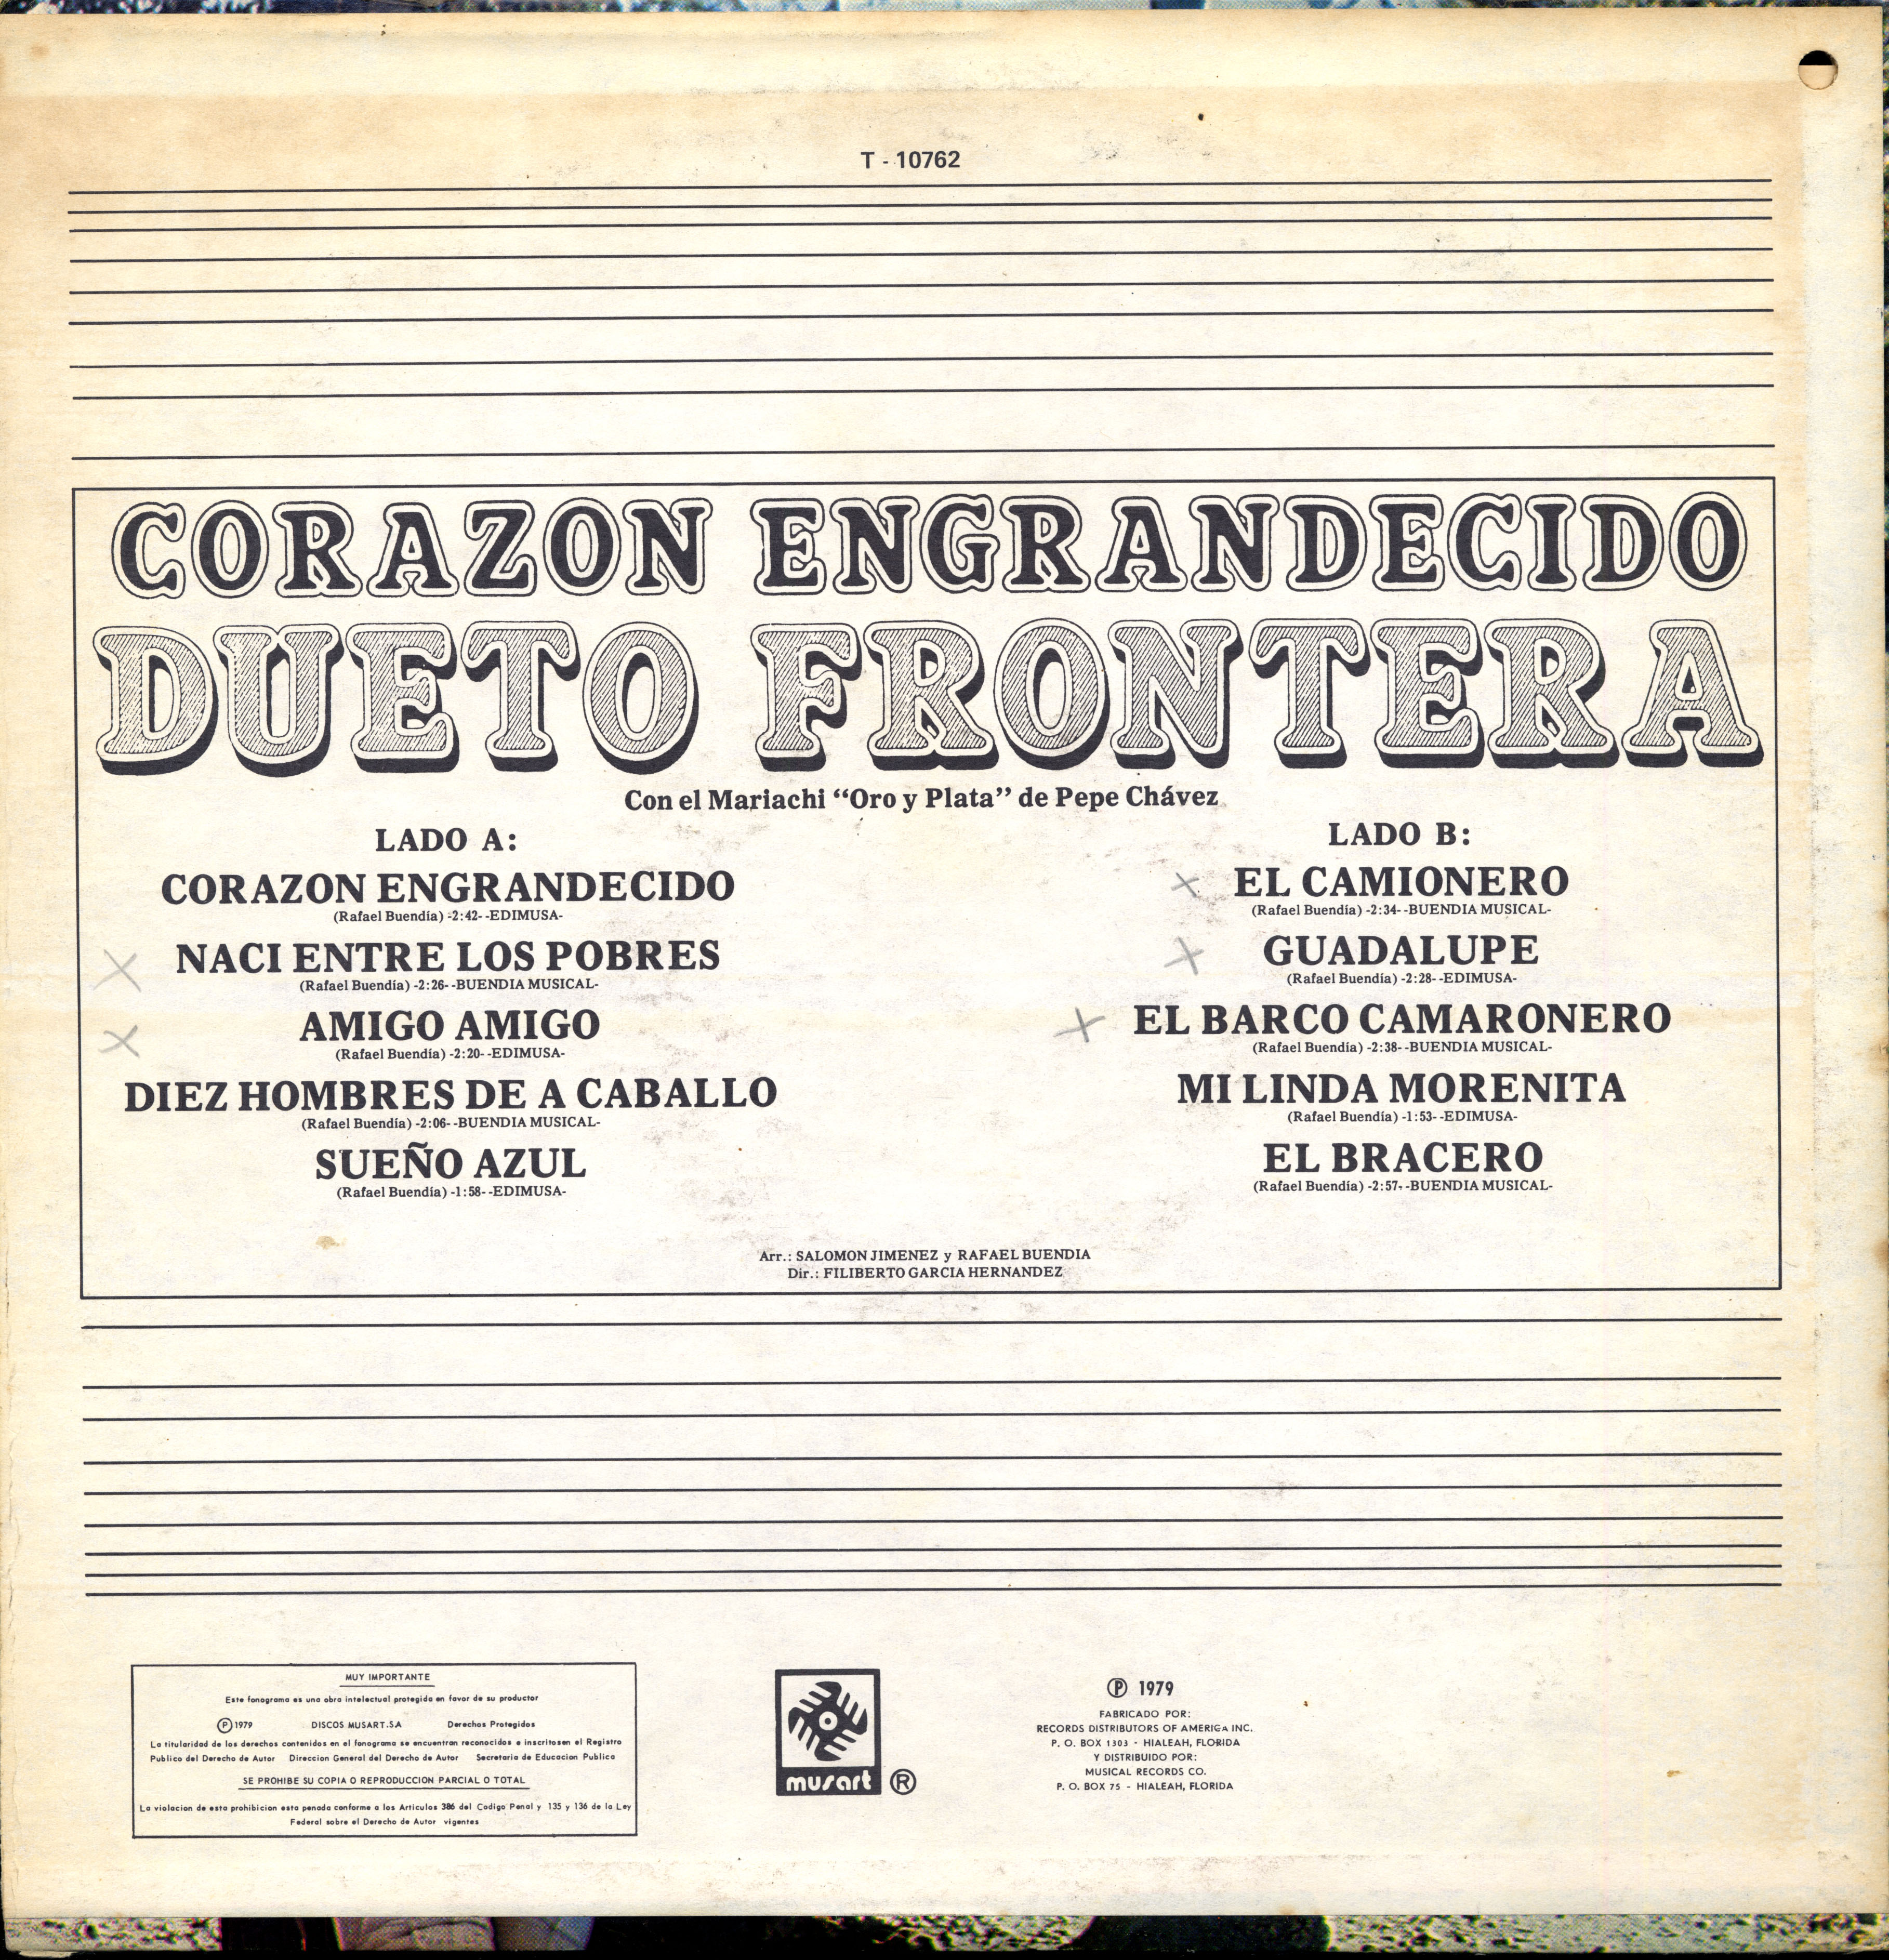 T - 10762
CORAZON ENGRANDECIDO
DUETO FRONTERA
Con el Mariachi “Oro y Plata” de Pepe Chávez
LADO A:
CORAZON ENGRANDECIDO
(Rafael Buendía) -2:42- -EDIMUSA-
NACI ENTRE LOS POBRES
(Rafael Buendía) -2:26- -BUENDIA MUSICAL-
AMIGO AMIGO
(Rafael Buendía) -2:20- -EDIMUSA-
DIEZ HOMBRES DE A CABALLO
(Rafael Buendía) -2:06- -BUENDIA MUSICAL-
SUEÑO AZUL
(Rafael Buendía) -1:58- -EDIMUSA-
LADO B:
EL CAMIONERO
(Rafael Buendía) -2:34- -BUENDIA MUSICAL-
GUADALUPE
(Rafael Buendía) -2:28- -EDIMUSA-
EL BARCO CAMARONERO
(Rafael Buendía) -2:38- -BUENDIA MUSICAL-
MI LINDA MORENITA
(Rafael Buendía) -1:53- -EDIMUSA-
EL BRACERO
(Rafael Buendía) -2:57- -BUENDIA MUSICAL-
Arr.: SALOMON JIMENEZ y RAFAEL BUENDIA
Dir.: FILIBERTO GARCIA HERNANDEZ
MUY IMPORTANTE
Este fonograma es una obra intelectual protegida en favor de su productor
Ⓟ 1979 DISCOS MUSART.SA Derechos Protegidos
La titularidad de los derechos contenidos en el fonograma se encuentran reconocidos e inscritosen el Registro
Publico del Derecho de Autor Direccion General del Derecho de Autor Secretaria de Educacion Publica
SE PROHIBE SU COPIA O REPRODUCCION PARCIAL O TOTAL
La violacion de esta prohibicion esta penada conforme a los Articulos 386 del Codigo Penal y 135 y 136 de la Ley
Federal sobre el Derecho de Autor vigentes
musart ®
Ⓟ 1979
FABRICADO POR:
RECORDS DISTRIBUTORS OF AMERICA INC.
P. O. BOX 1303 - HIALEAH, FLORIDA
Y DISTRIBUIDO POR:
MUSICAL RECORDS CO.
P. O. BOX 75 - HIALEAH, FLORIDA